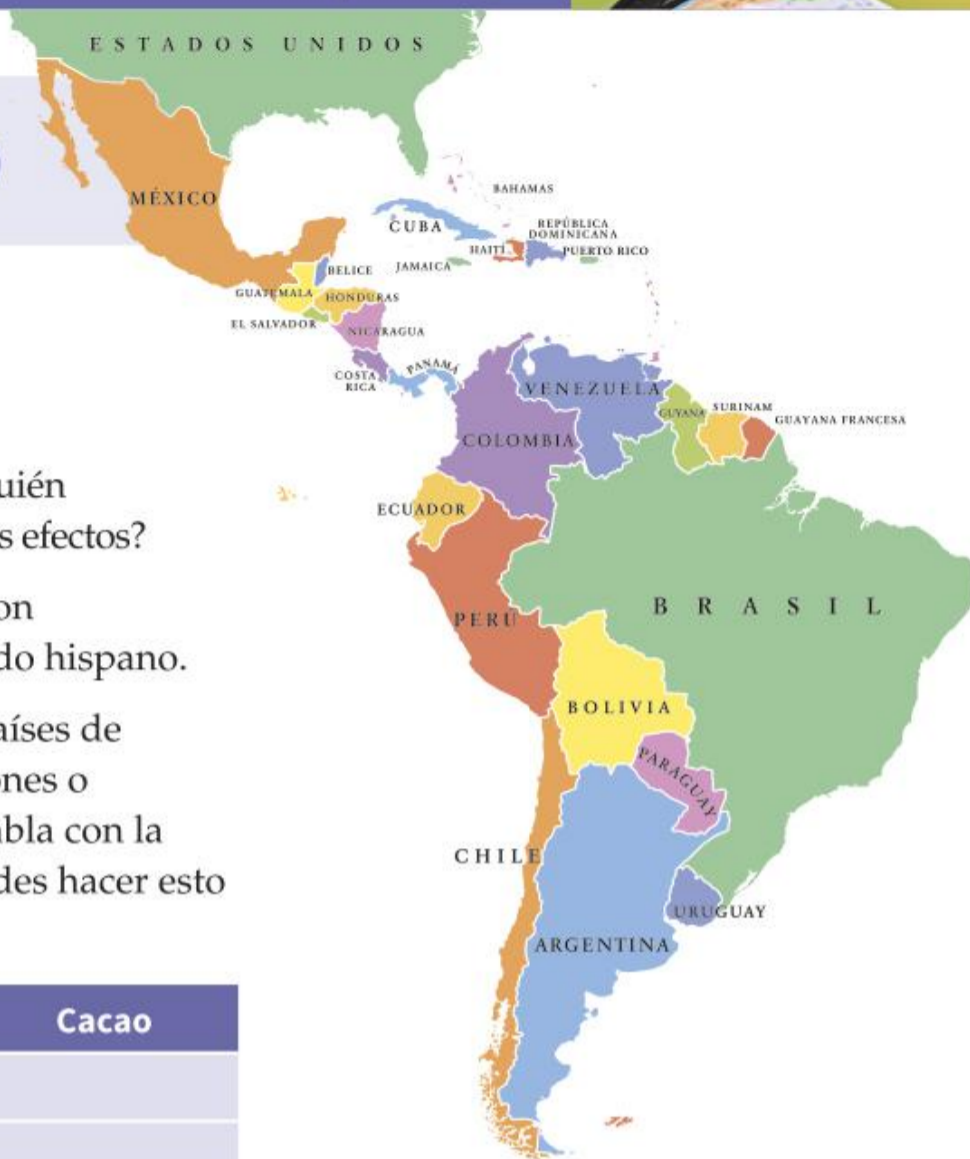 ESTADOS UNIDOS
MÉXICO
BAHAMAS
CUBA
REPÚBLICA
DOMINICANA
HAITÍ
PUERTO RICO
JAMAICA
BELICE
GUATEMALA
HONDURAS
EL SALVADOR
NICARAGUA
COSTA
RICA
PANAMÁ
VENEZUELA
GUYANA
SURINAM
GUAYANA FRANCESA
COLOMBIA
ECUADOR
PERÚ
BRASIL
BOLIVIA
PARAGUAY
CHILE
URUGUAY
ARGENTINA
uién
s efectos?
on
do hispano.
aíses de
ones o
abla con la
des hacer esto
Cacao